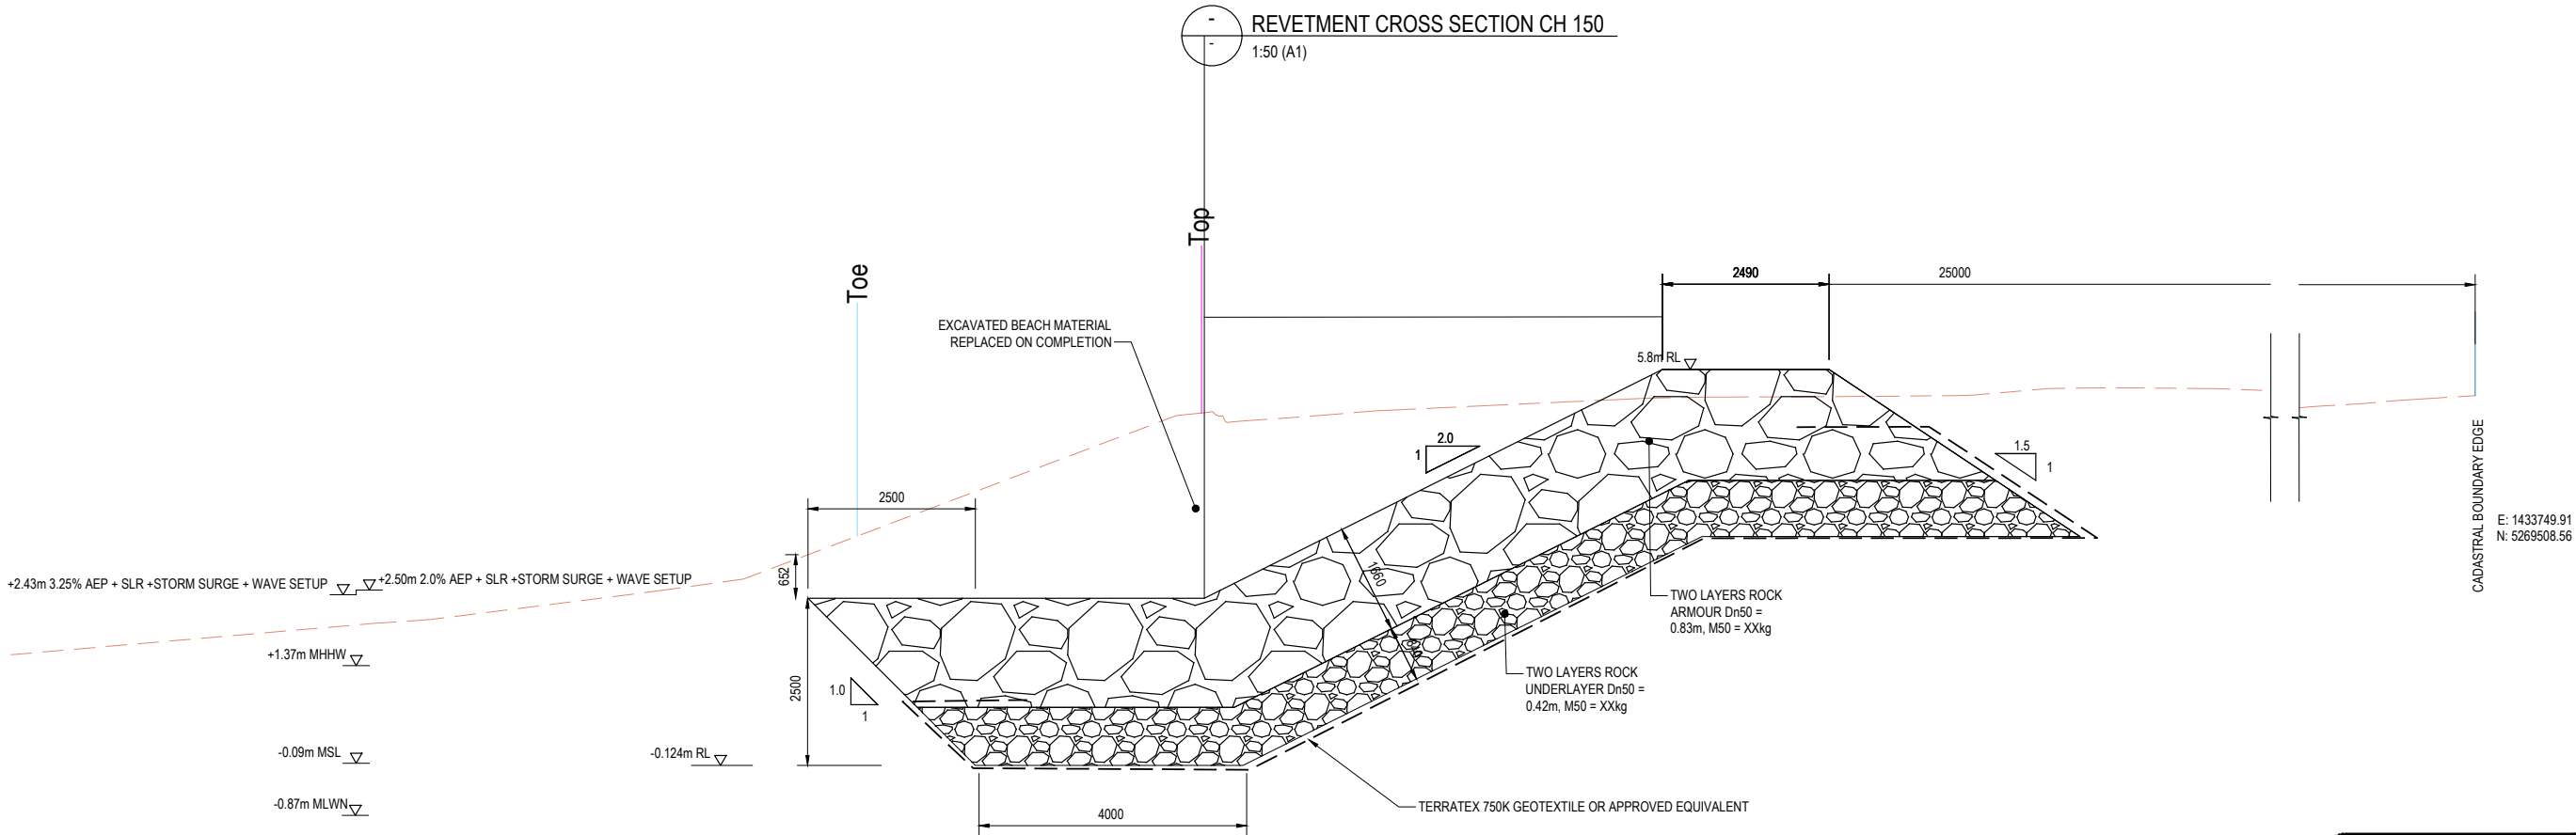 -
-
REVETMENT CROSS SECTION CH 150
1:50 (A1)
Top
Toe
2490
25000
EXCAVATED BEACH MATERIAL
REPLACED ON COMPLETION
5.8m RL
2.0
1
1.5
1
2500
CADASTRAL BOUNDARY EDGE
E: 1433749.91
N: 5269508.56
+2.43m 3.25% AEP + SLR +STORM SURGE + WAVE SETUP
+2.50m 2.0% AEP + SLR +STORM SURGE + WAVE SETUP
652
1660
TWO LAYERS ROCK
ARMOUR Dn50 =
0.83m, M50 = XXkg
+1.37m MHHW
2500
1.0
1
TWO LAYERS ROCK
UNDERLAYER Dn50 =
0.42m, M50 = XXkg
-0.09m MSL
-0.124m RL
-0.87m MLWN
4000
TERRATEX 750K GEOTEXTILE OR APPROVED EQUIVALENT